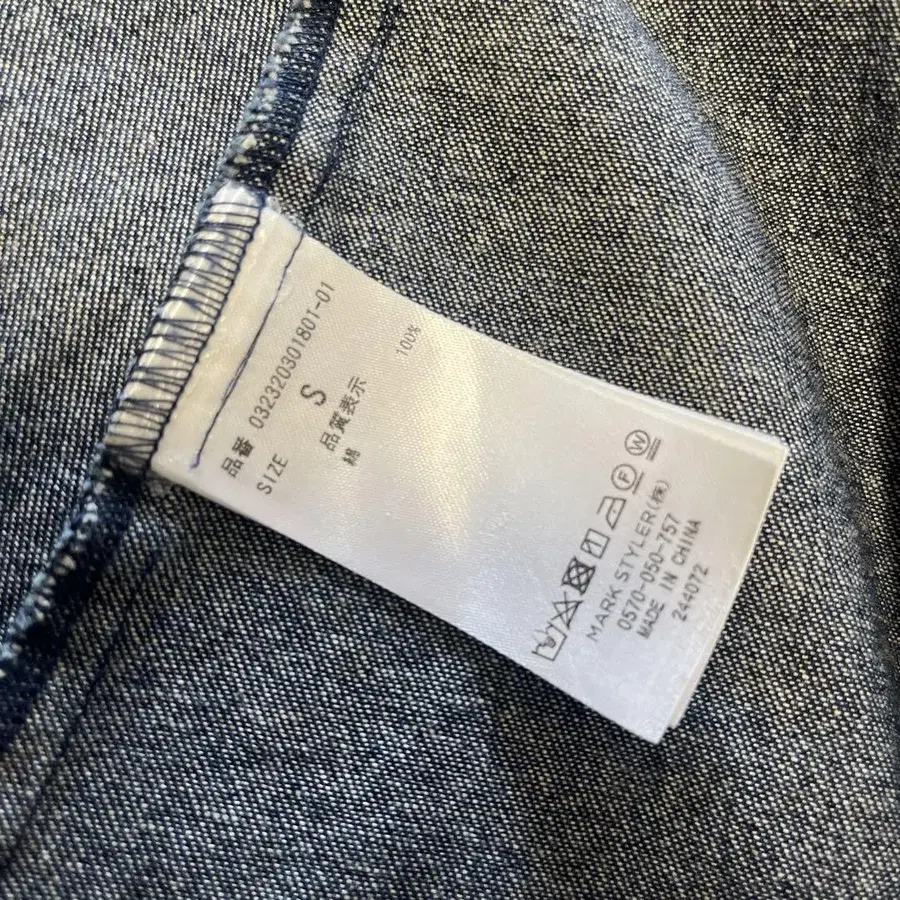 品番 032320301801-01
SIZE S
品質表示
綿 100%
MARK STYLER(株)
0570-050-757
MADE IN CHINA
244072